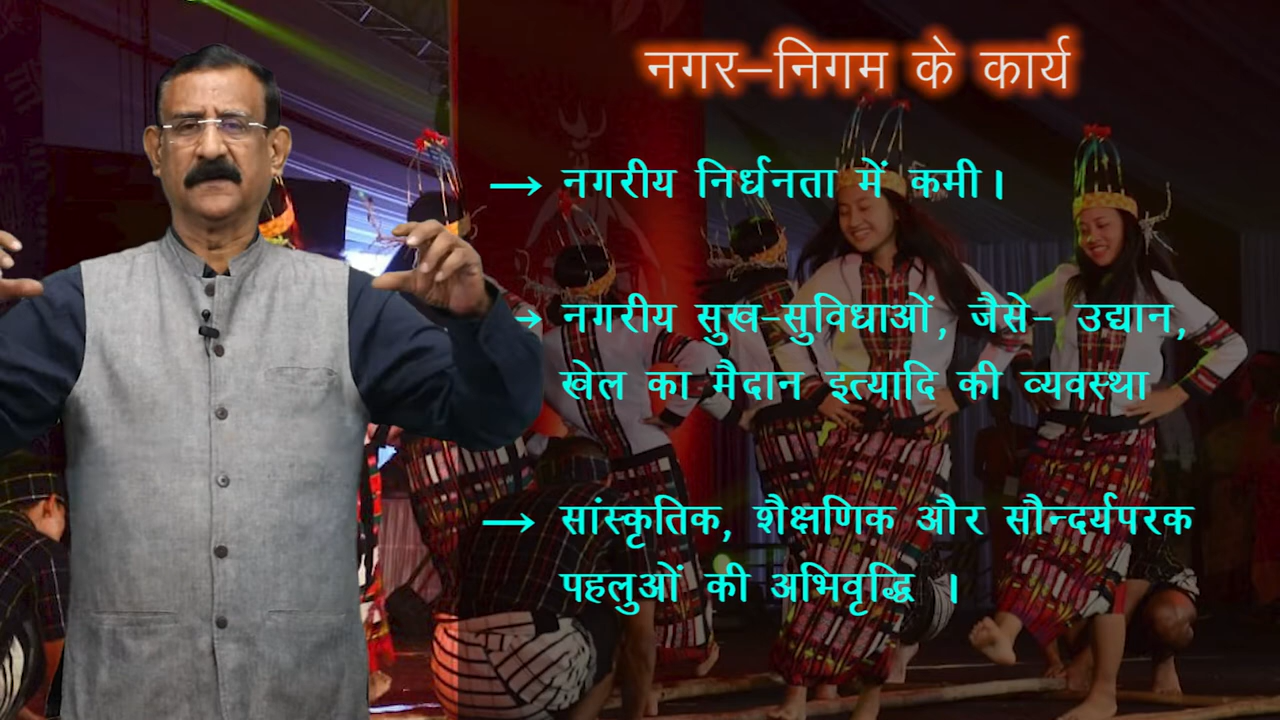 नगर–निगम के कार्य
→ नगरीय निर्धनता में कमी।
→ नगरीय सुख-सुविधाओं, जैसे– उद्यान,
खेल का मैदान इत्यादि की व्यवस्था
→ सांस्कृतिक, शैक्षणिक और सौन्दर्यपरक
पहलुओं की अभिवृद्धि ।